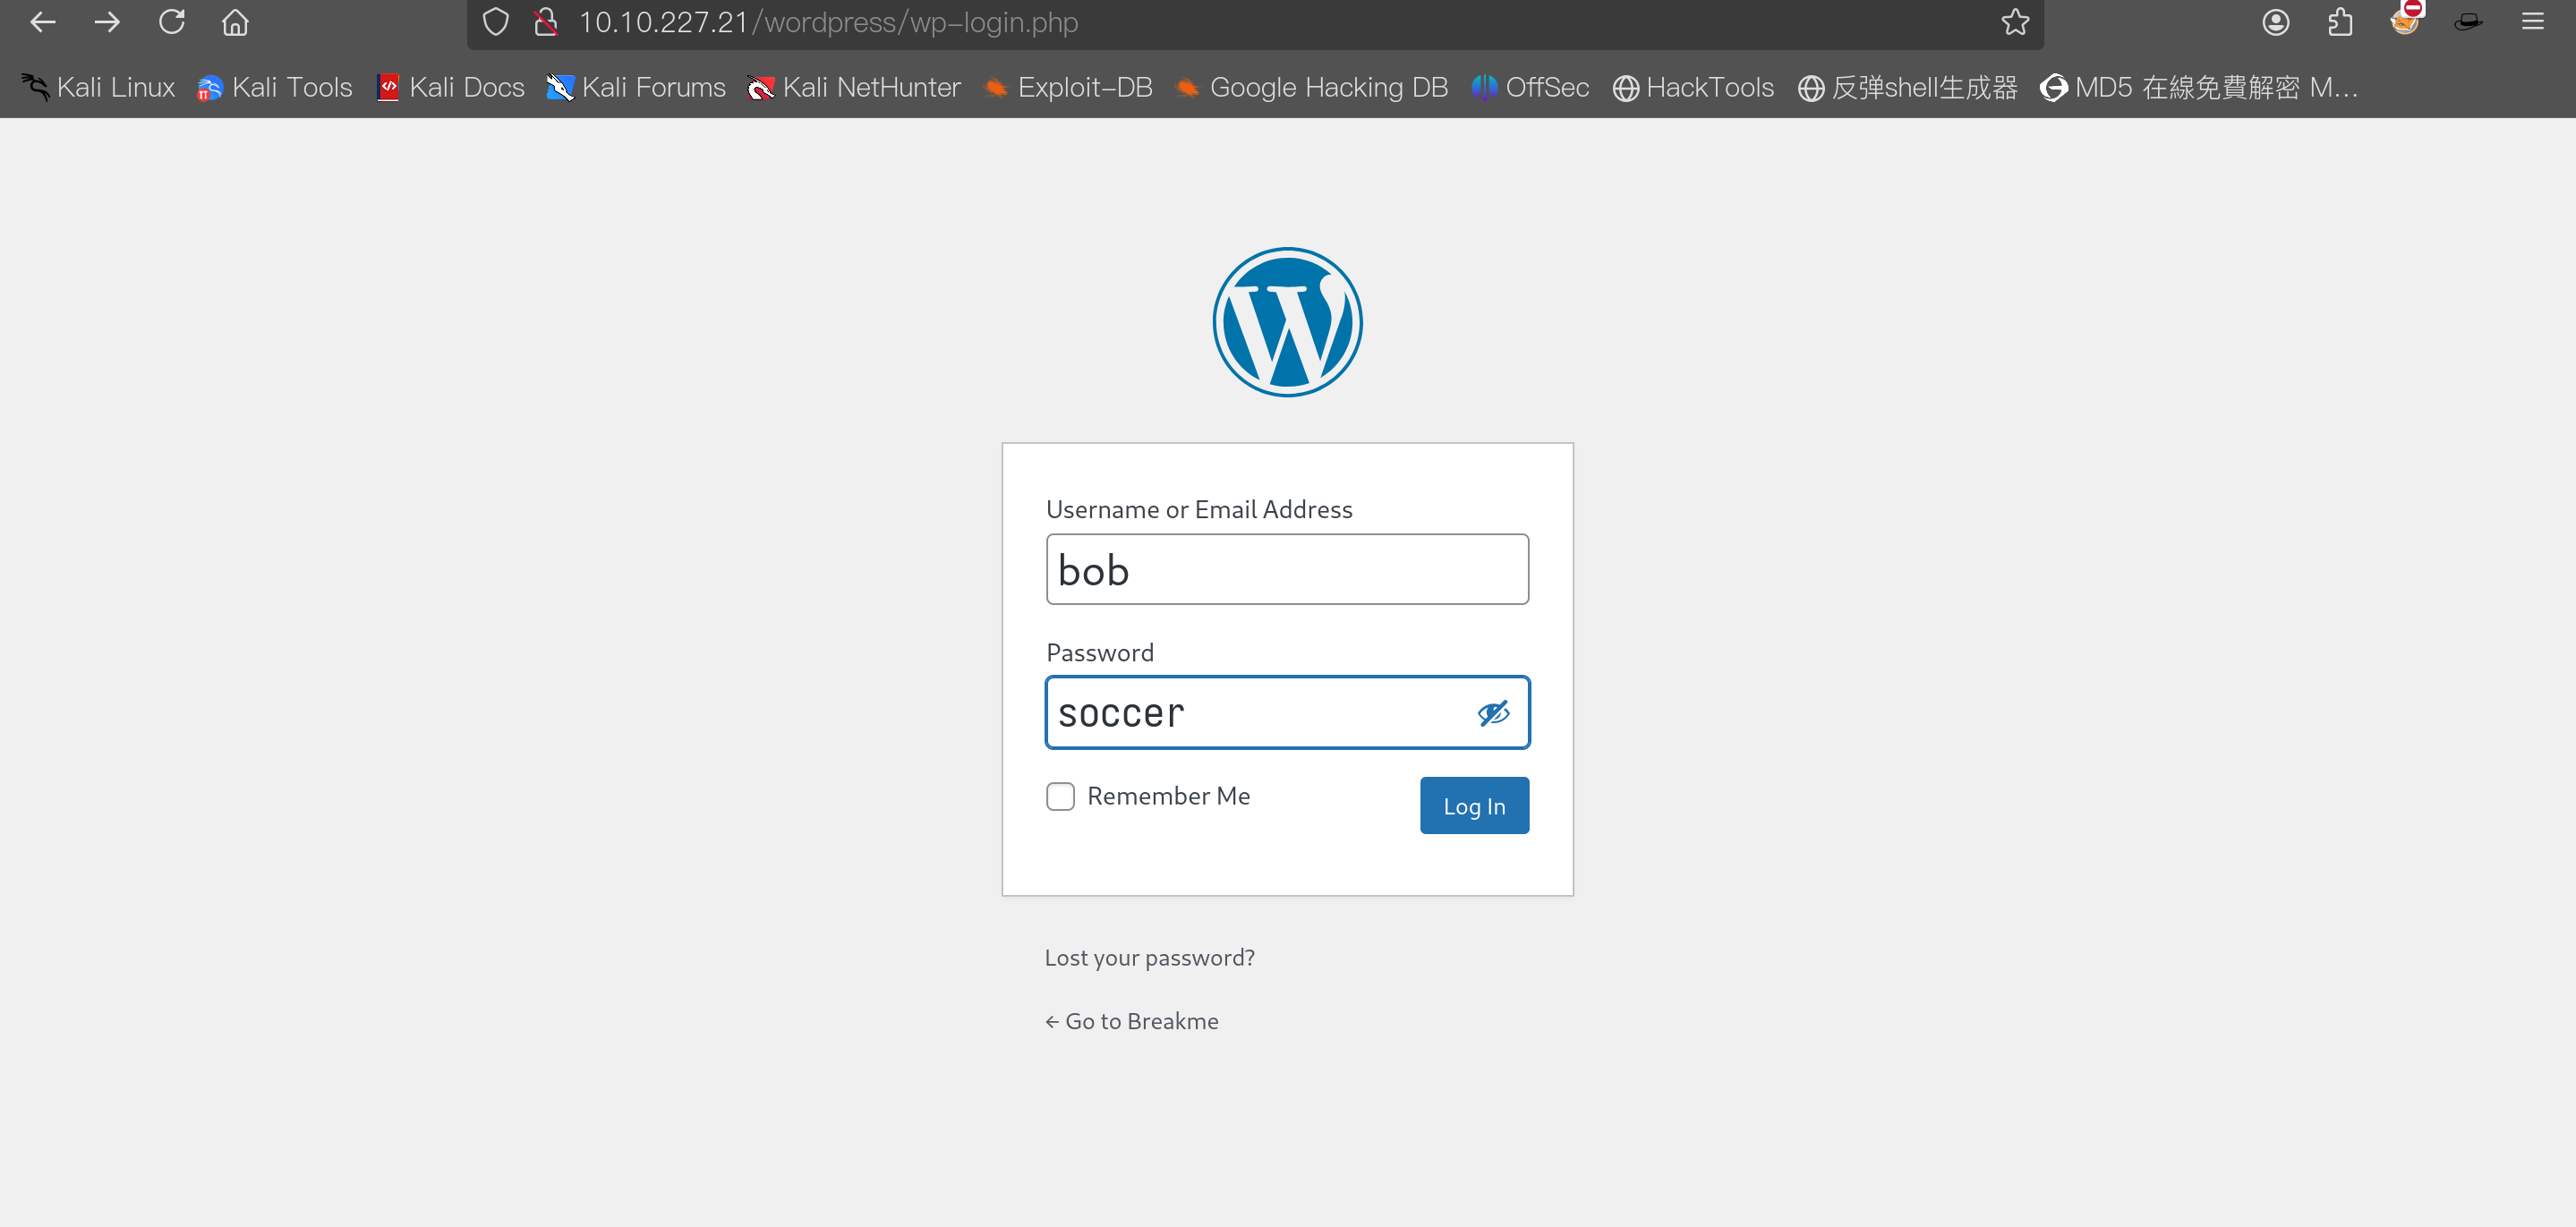 10.10.227.21/wordpress/wp-login.php
Kali Linux Kali Tools Kali Docs Kali Forums Kali NetHunter Exploit-DB Google Hacking DB OffSec HackTools 反弹shell生成器 MD5 在線免費解密 M...
Username or Email Address
bob
Password
soccer
Remember Me
Log In
Lost your password?
← Go to Breakme